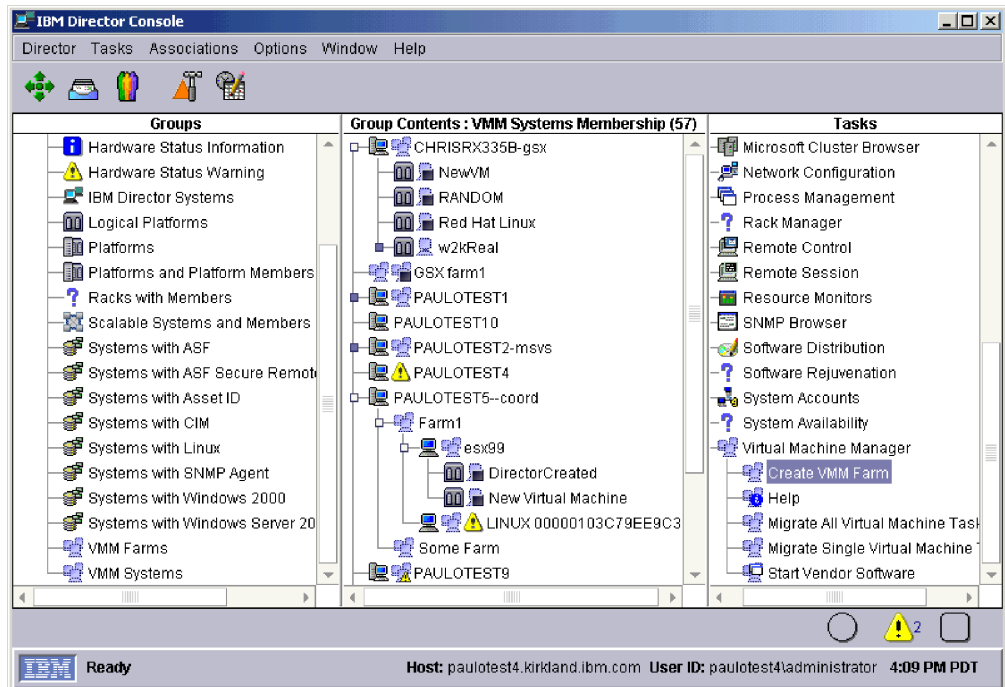 IBM Director Console
Director Tasks Associations Options Window Help
Groups
Hardware Status Information
Hardware Status Warning
IBM Director Systems
Logical Platforms
Platforms
Platforms and Platform Members
Racks with Members
Scalable Systems and Members
Systems with ASF
Systems with ASF Secure Remot
Systems with Asset ID
Systems with CIM
Systems with Linux
Systems with SNMP Agent
Systems with Windows 2000
Systems with Windows Server 20
VMM Farms
VMM Systems
Group Contents : VMM Systems Membership (57)
CHRISRX335B-gsx
NewVM
RANDOM
Red Hat Linux
w2kReal
GSX farm1
PAULOTEST1
PAULOTEST10
PAULOTEST2-msvs
PAULOTEST4
PAULOTEST5--coord
Farm1
esx99
DirectorCreated
New Virtual Machine
LINUX 00000103C79EE9C3
Some Farm
PAULOTEST9
Tasks
Microsoft Cluster Browser
Network Configuration
Process Management
Rack Manager
Remote Control
Remote Session
Resource Monitors
SNMP Browser
Software Distribution
Software Rejuvenation
System Accounts
System Availability
Virtual Machine Manager
Create VMM Farm
Help
Migrate All Virtual Machine Task
Migrate Single Virtual Machine T
Start Vendor Software
2
IBM Ready Host: paulotest4.kirkland.ibm.com User ID: paulotest4\administrator 4:09 PM PDT